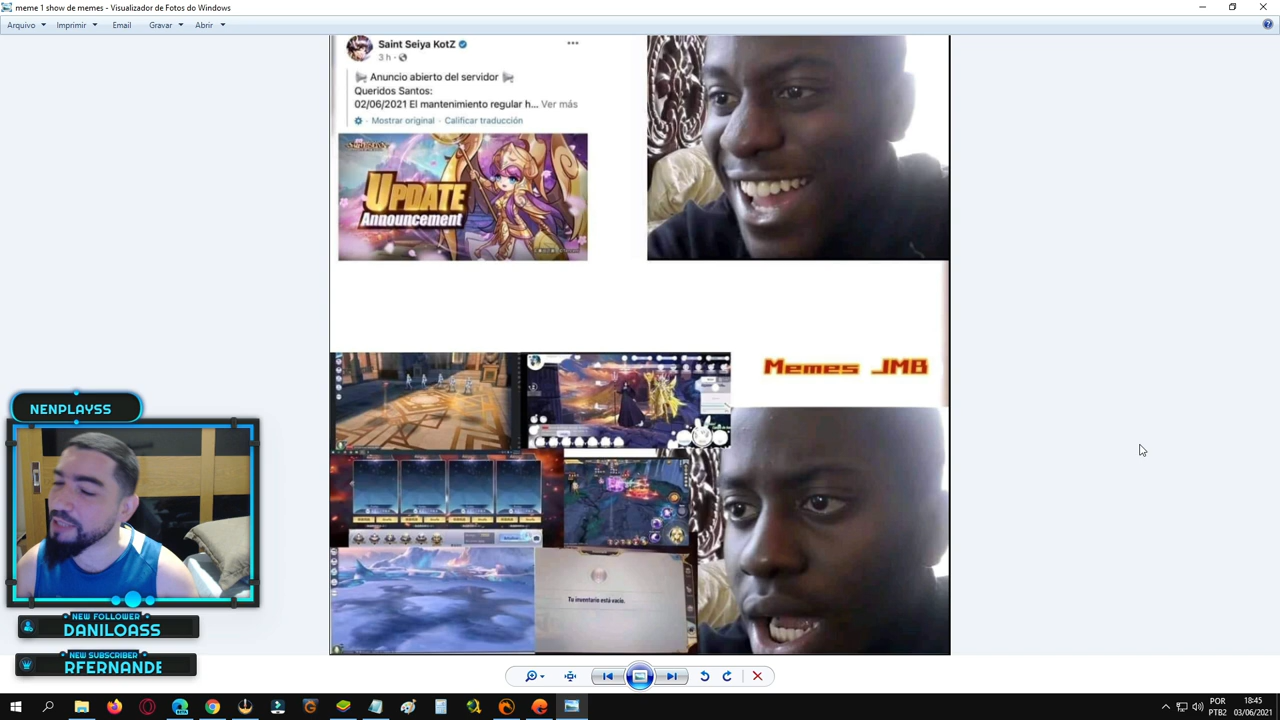 meme 1 show de memes - Visualizador de Fotos do Windows
Arquivo Imprimir Email Gravar Abrir
Saint Seiya KotZ
3 h
Anuncio abierto del servidor
Queridos Santos:
02/06/2021 El mantenimiento regular h... Ver más
Mostrar original · Calificar traducción
UPDATE
Announcement
Memes JMB
Tu inventario está vacío.
NENPLAYSS
NEW FOLLOWER
DANILOASS
NEW SUBSCRIBER
RFERNANDE
POR
PTB2
18:45
03/06/2021